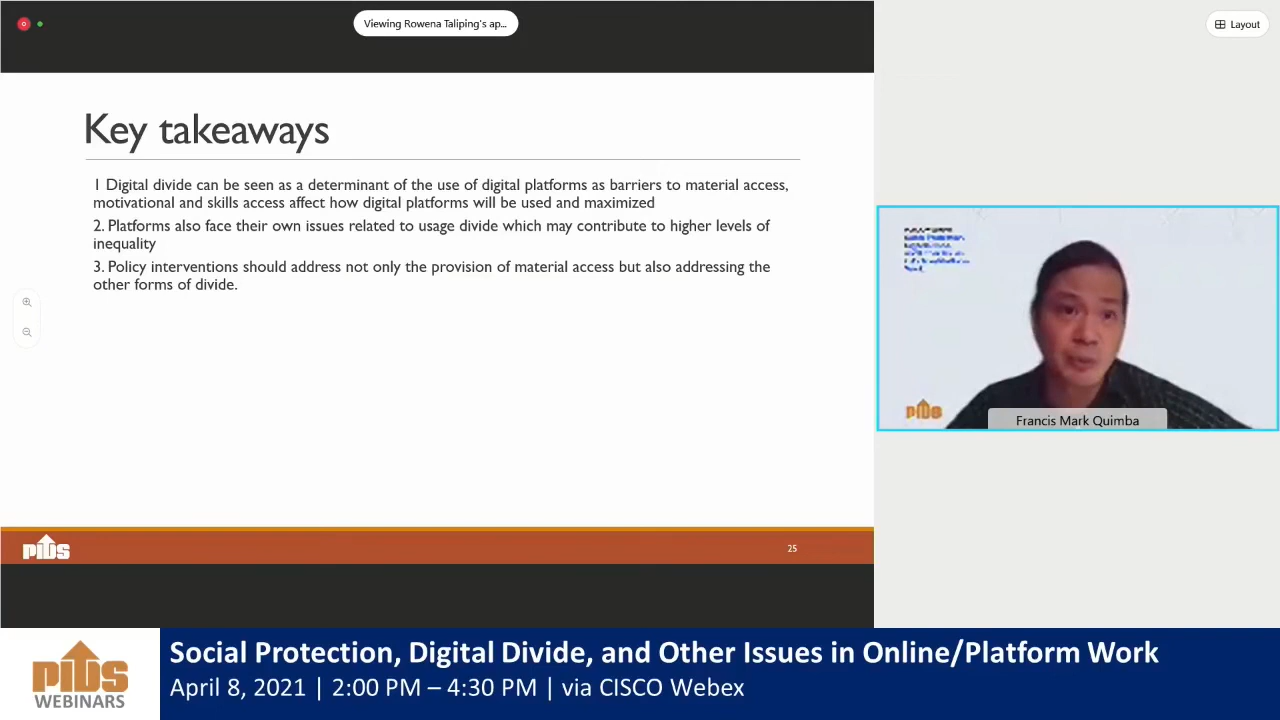 Viewing Rowena Taliping's ap...
Layout
Key takeaways
1 Digital divide can be seen as a determinant of the use of digital platforms as barriers to material access,
motivational and skills access affect how digital platforms will be used and maximized
2. Platforms also face their own issues related to usage divide which may contribute to higher levels of
inequality
3. Policy interventions should address not only the provision of material access but also addressing the
other forms of divide.
PIDS
Francis Mark Quimba
PIDS
25
PIDS
WEBINARS
Social Protection, Digital Divide, and Other Issues in Online/Platform Work
April 8, 2021 | 2:00 PM – 4:30 PM | via CISCO Webex